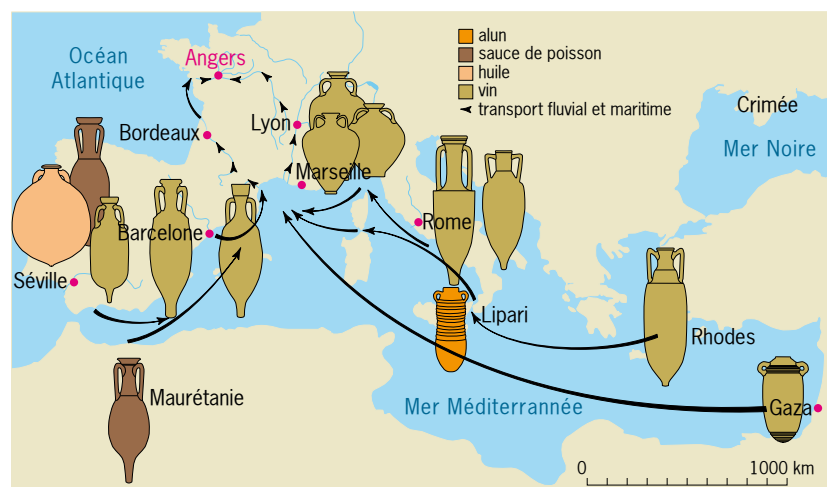 alun
sauce de poisson
huile
vin
transport fluvial et maritime
Océan
Atlantique
Angers
Crimée
Mer Noire
Bordeaux
Lyon
Marseille
Rome
Barcelone
Séville
Lipari
Rhodes
Maurétanie
Mer Méditerrannée
Gaza
0
1000 km